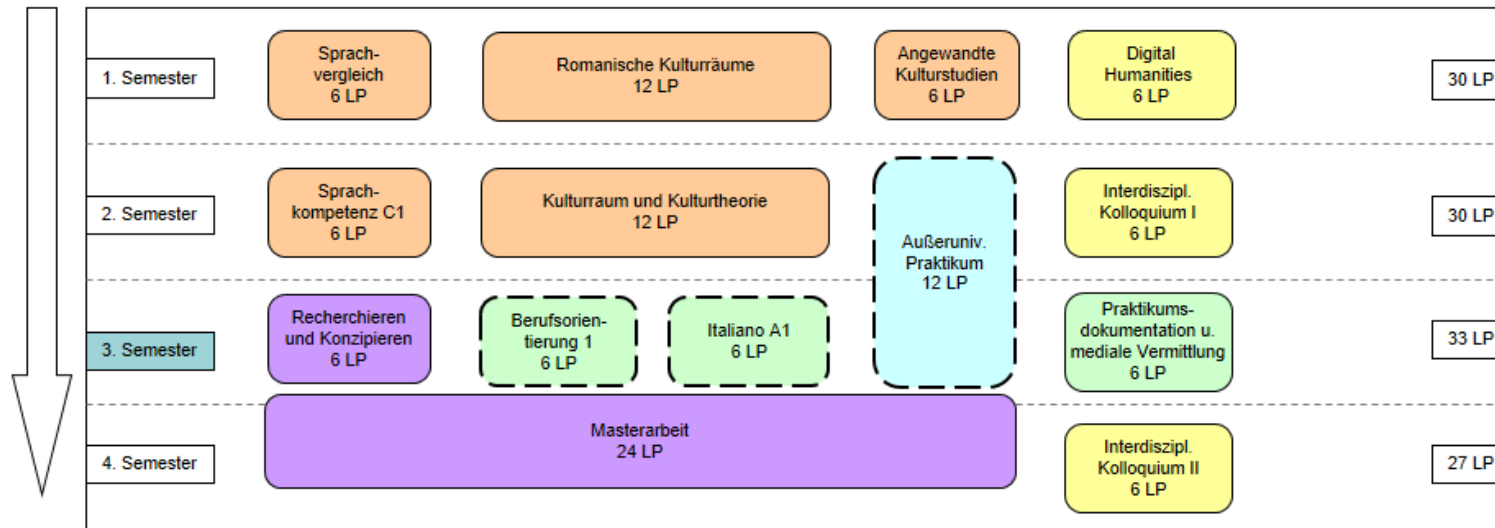 1. Semester
Sprach-
vergleich
6 LP
Romanische Kulturräume
12 LP
Angewandte
Kulturstudien
6 LP
Digital
Humanities
6 LP
30 LP
2. Semester
Sprach-
kompetenz C1
6 LP
Kulturraum und Kulturtheorie
12 LP
Außeruniv.
Praktikum
12 LP
Interdiszipl.
Kolloquium I
6 LP
30 LP
3. Semester
Recherchieren
und Konzipieren
6 LP
Berufsorien-
tierung 1
6 LP
Italiano A1
6 LP
Praktikums-
dokumentation u.
mediale Vermittlung
6 LP
33 LP
4. Semester
Masterarbeit
24 LP
Interdiszipl.
Kolloquium II
6 LP
27 LP